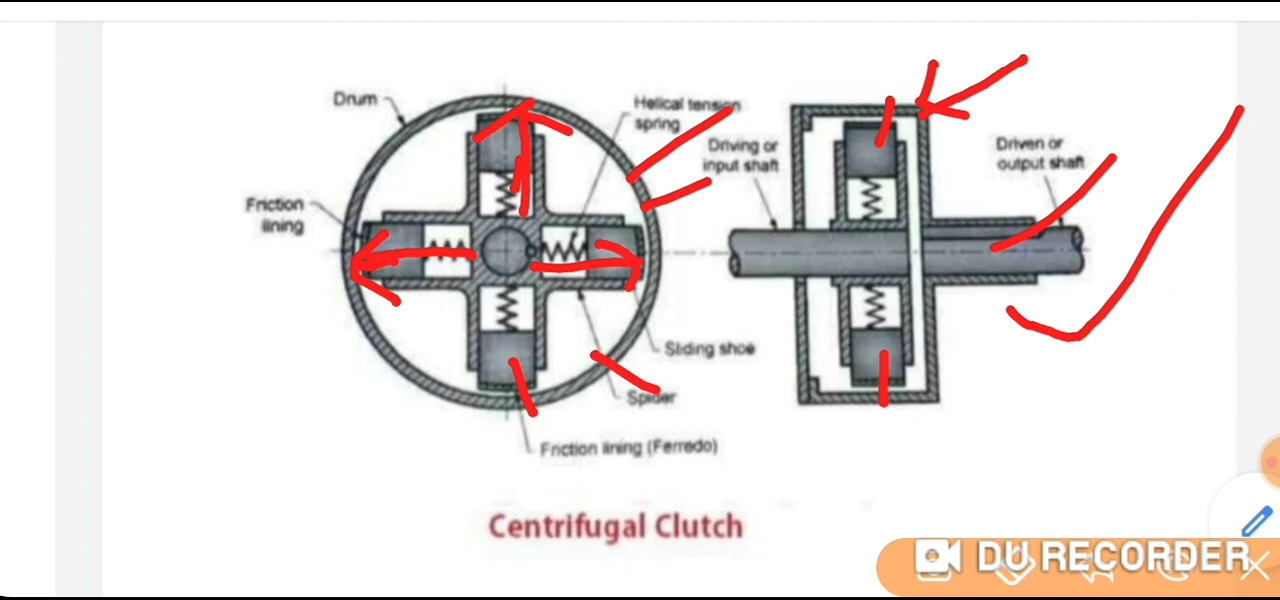 Drum
Helical tension
spring
Driving or
input shaft
Driven or
output shaft
Friction
lining
Sliding shoe
Spider
Friction lining (Ferredo)
Centrifugal Clutch
DU RECORDER